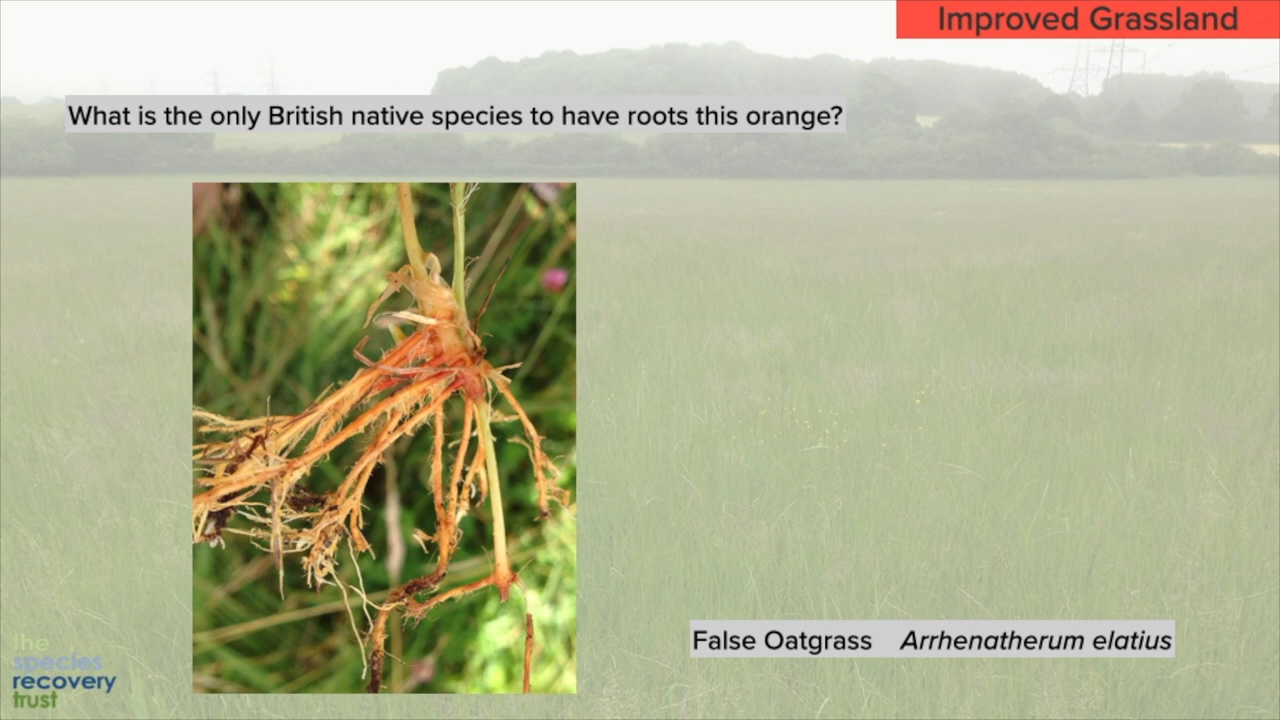 Improved Grassland
What is the only British native species to have roots this orange?
False Oatgrass Arrhenatherum elatius
the
species
recovery
trust